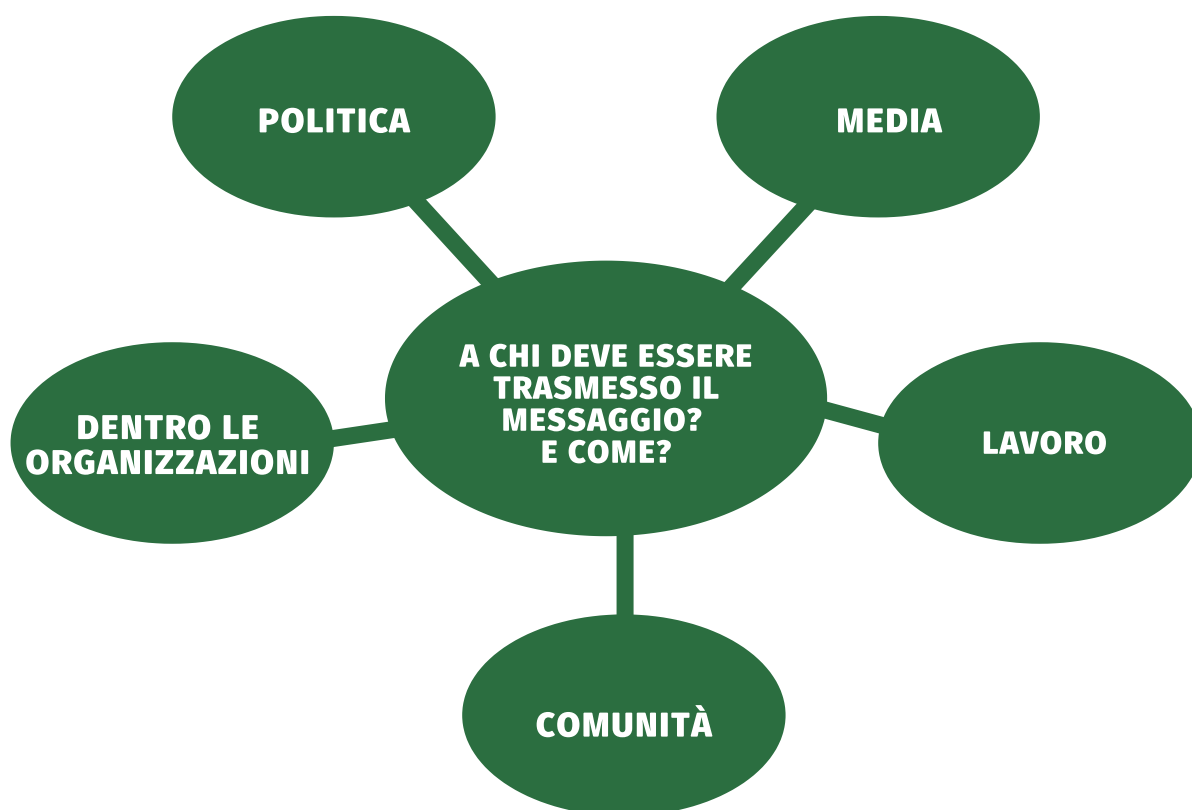 POLITICA
MEDIA
A CHI DEVE ESSERE
TRASMESSO IL
MESSAGGIO?
E COME?
DENTRO LE
ORGANIZZAZIONI
LAVORO
COMUNITÀ